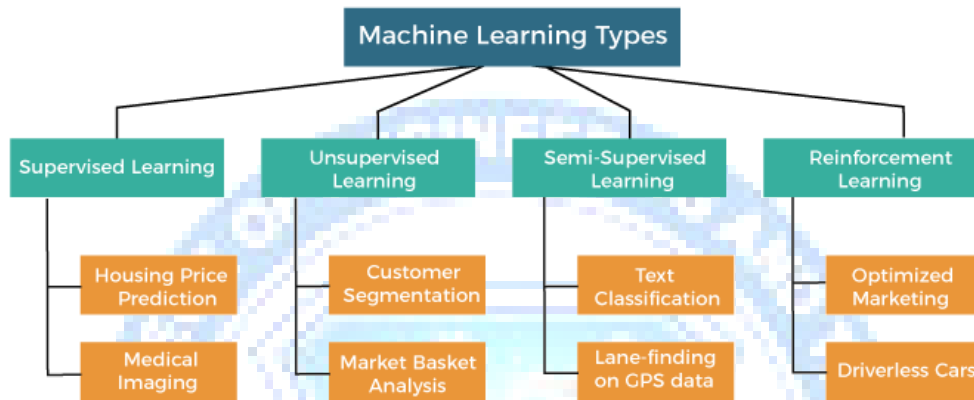 Machine Learning Types
Supervised Learning
Unsupervised
Learning
Semi-Supervised
Learning
Reinforcement
Learning
Housing Price
Prediction
Customer
Segmentation
Text
Classification
Optimized
Marketing
Medical
Imaging
Market Basket
Analysis
Lane-finding
on GPS data
Driverless Cars